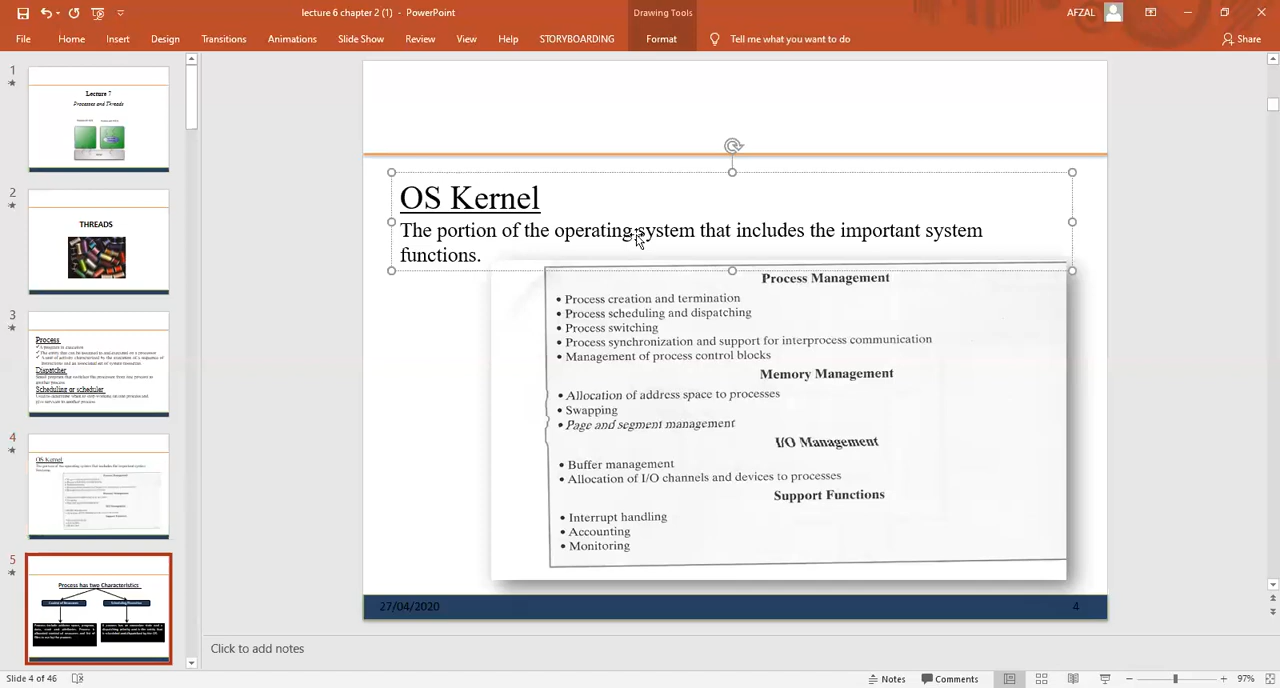 lecture 6 chapter 2 (1) - PowerPoint
Drawing Tools
AFZAL
File Home Insert Design Transitions Animations Slide Show Review View Help STORYBOARDING Format Tell me what you want to do Share
1
Lecture 7
Processes and Threads
2
THREADS
3
Process
Dispatcher
Scheduling or scheduler
4
OS Kernel
5
Process has two Characteristics
OS Kernel
The portion of the operating system that includes the important system
functions.
Process Management
• Process creation and termination
• Process scheduling and dispatching
• Process switching
• Process synchronization and support for interprocess communication
• Management of process control blocks
Memory Management
• Allocation of address space to processes
• Swapping
• Page and segment management
I/O Management
• Buffer management
• Allocation of I/O channels and devices to processes
Support Functions
• Interrupt handling
• Accounting
• Monitoring
27/04/2020 4
Click to add notes
Slide 4 of 46 Notes Comments 97%